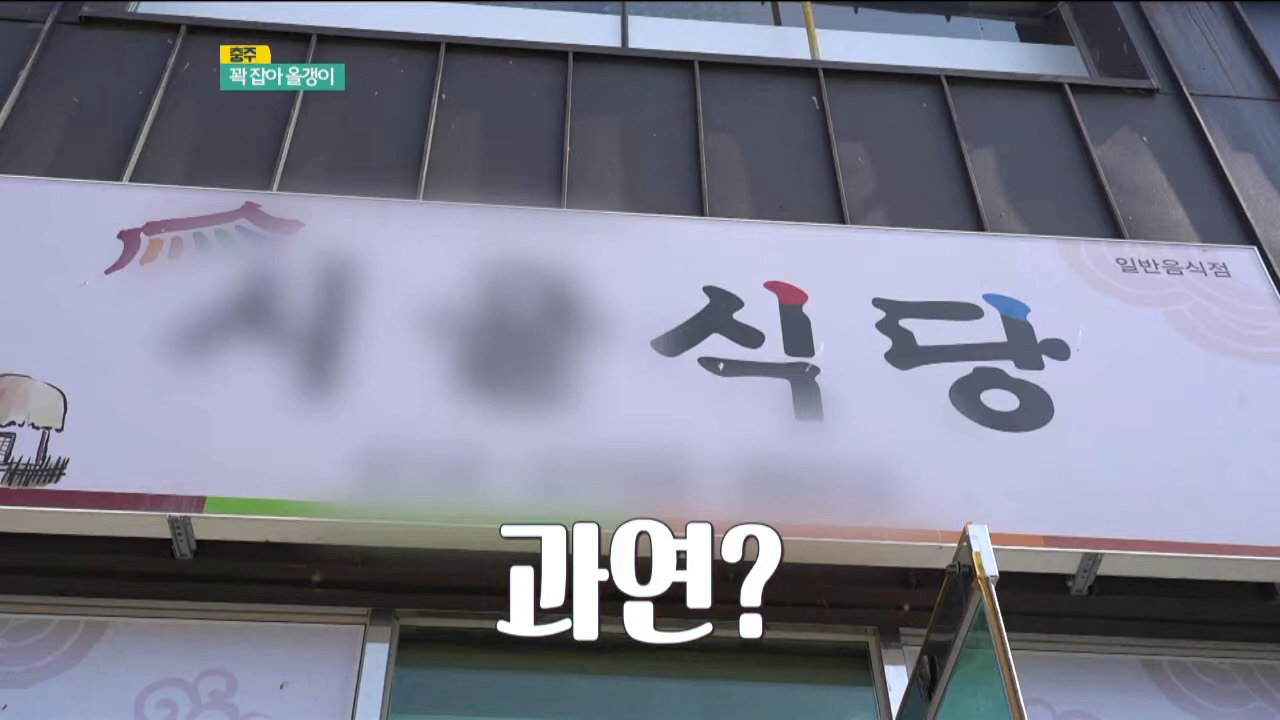 충주
꽉 잡아 올갱이
일반음식점
식당
과연?